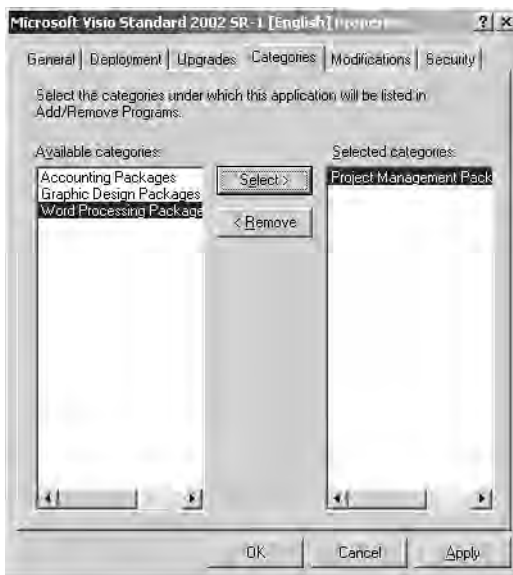 Microsoft Visio Standard 2002 SR-1 [English] Properties
General Deployment Upgrades Categories Modifications Security
Select the categories under which this application will be listed in
Add/Remove Programs.
Available categories:
Selected categories:
Accounting Packages
Graphic Design Packages
Word Processing Package
Select >
< Remove
Project Management Pack
OK Cancel Apply